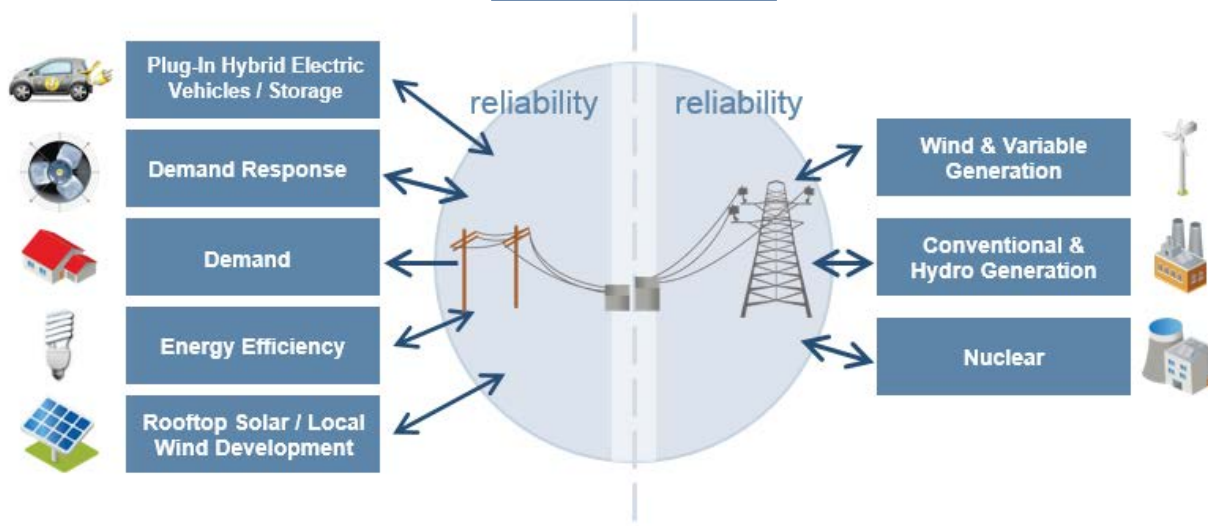 Plug-In Hybrid Electric
Vehicles / Storage
Demand Response
Demand
Energy Efficiency
Rooftop Solar / Local
Wind Development
reliability
reliability
Wind & Variable
Generation
Conventional &
Hydro Generation
Nuclear